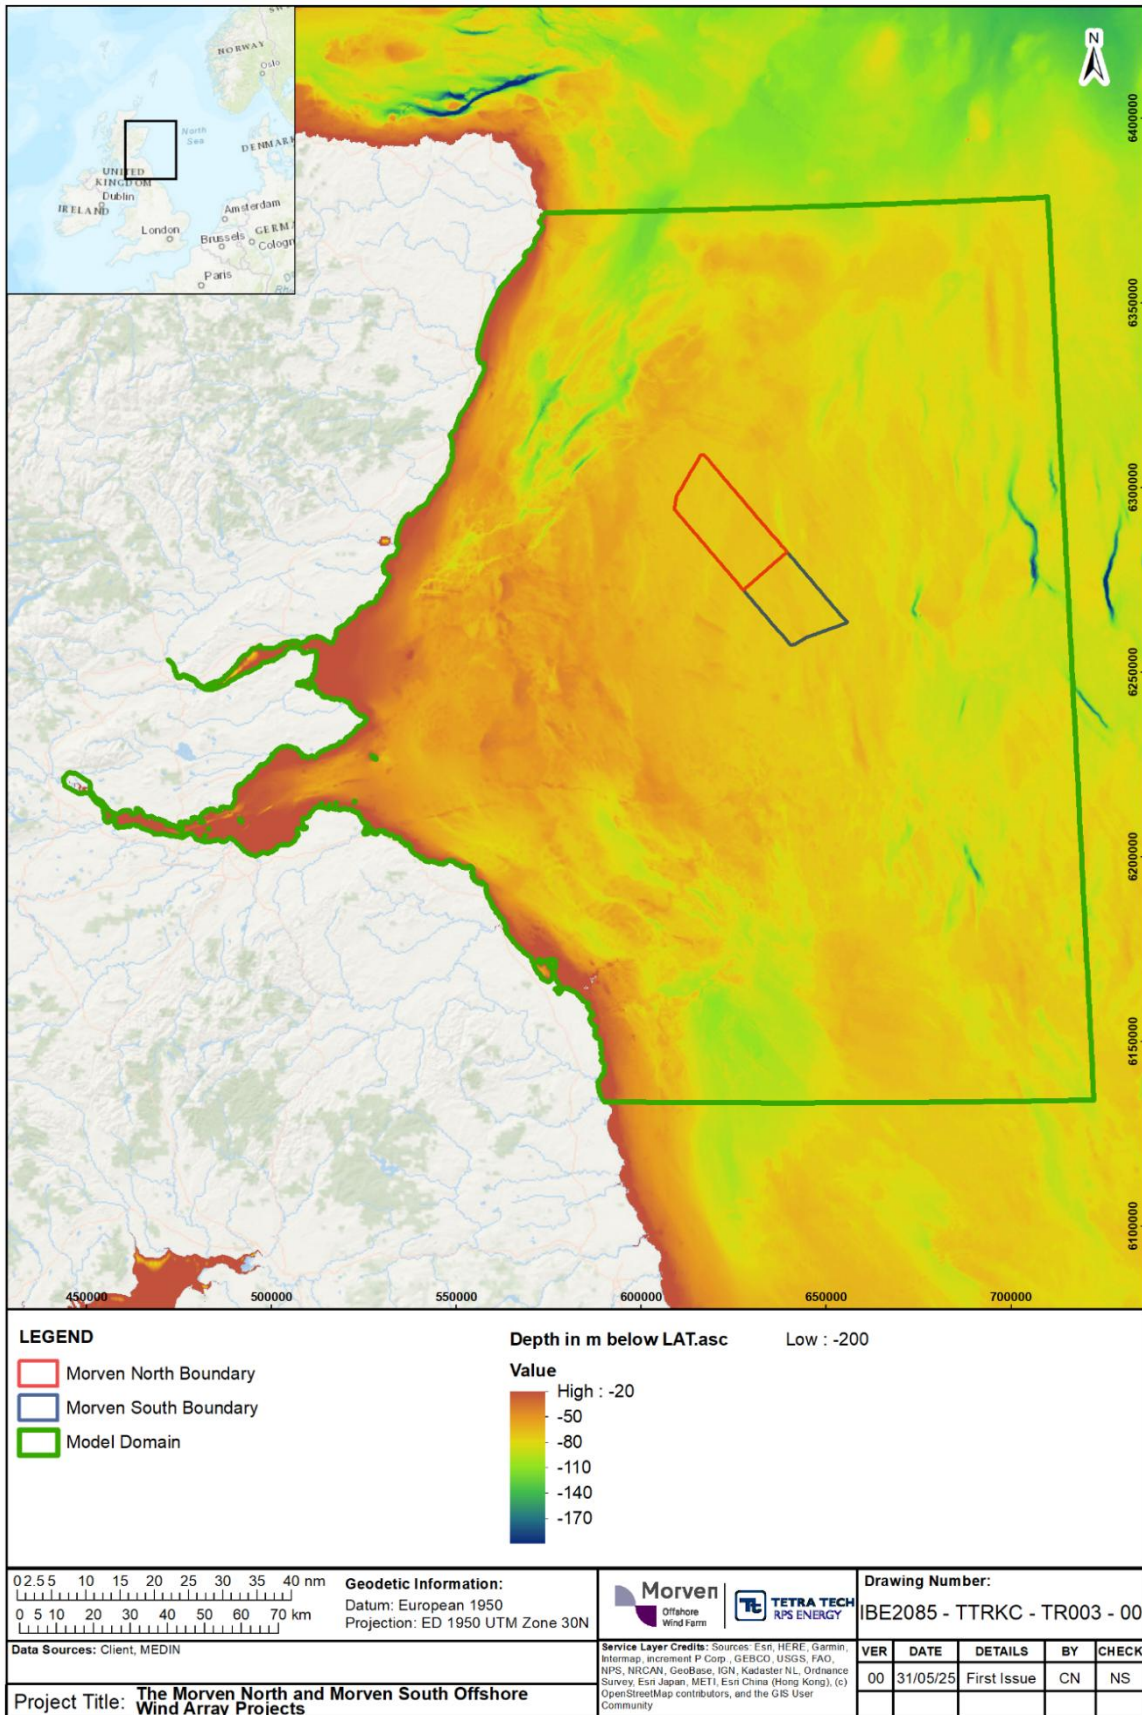 NORWAY
Oslo
North
Sea
DENMARK
UNITED
KINGDOM
Dublin
IRELAND
Amsterdam
London
GERMA
Brussels
Cologn
Paris
N
6400000
6350000
6300000
6250000
6200000
6150000
6100000
450000 500000 550000 600000 650000 700000
LEGEND
Morven North Boundary
Morven South Boundary
Model Domain
Depth in m below LAT.asc Low : -200
Value
High : -20
-50
-80
-110
-140
-170
0 2.5 5 10 15 20 25 30 35 40 nm
0 5 10 20 30 40 50 60 70 km
Geodetic Information:
Datum: European 1950
Projection: ED 1950 UTM Zone 30N
Data Sources: Client, MEDIN
Project Title: The Morven North and Morven South Offshore
Wind Array Projects
Morven
Offshore
Wind Farm
TETRA TECH
RPS ENERGY
Service Layer Credits: Sources: Esri, HERE, Garmin,
Intermap, increment P Corp., GEBCO, USGS, FAO,
NPS, NRCAN, GeoBase, IGN, Kadaster NL, Ordnance
Survey, Esri Japan, METI, Esri China (Hong Kong), (c)
OpenStreetMap contributors, and the GIS User
Community
Drawing Number:
IBE2085 - TTRKC - TR003 - 00
VER DATE DETAILS BY CHECK
00 31/05/25 First Issue CN NS